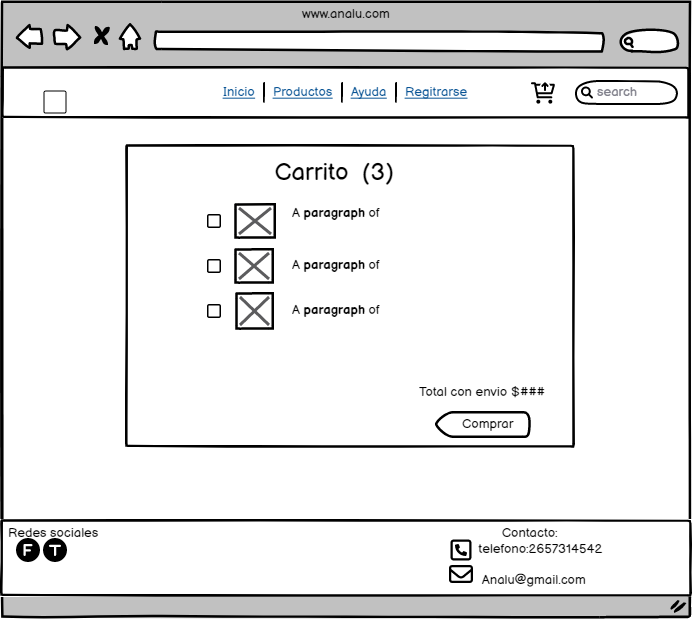 www.analu.com
Inicio Productos Ayuda Regitrarse search
Carrito (3)
A paragraph of
A paragraph of
A paragraph of
Total con envio $###
Comprar
Redes sociales
F T
Contacto:
telefono:2657314542
Analu@gmail.com